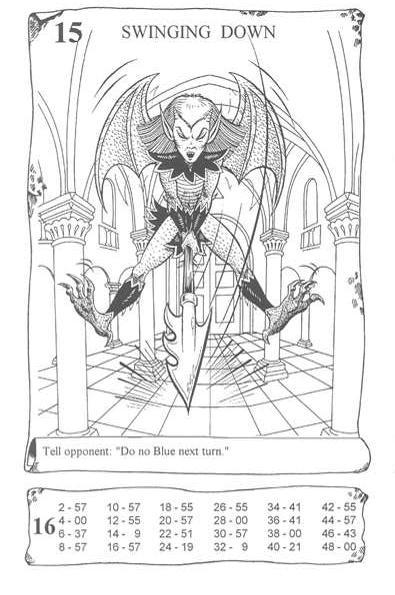 15 SWINGING DOWN
Tell opponent: "Do no Blue next turn."
16
2 - 57 10 - 57 18 - 55 26 - 55 34 - 41 42 - 55
4 - 00 12 - 55 20 - 57 28 - 00 36 - 41 44 - 57
6 - 37 14 - 9 22 - 51 30 - 57 38 - 00 46 - 43
8 - 57 16 - 57 24 - 19 32 - 9 40 - 21 48 - 00